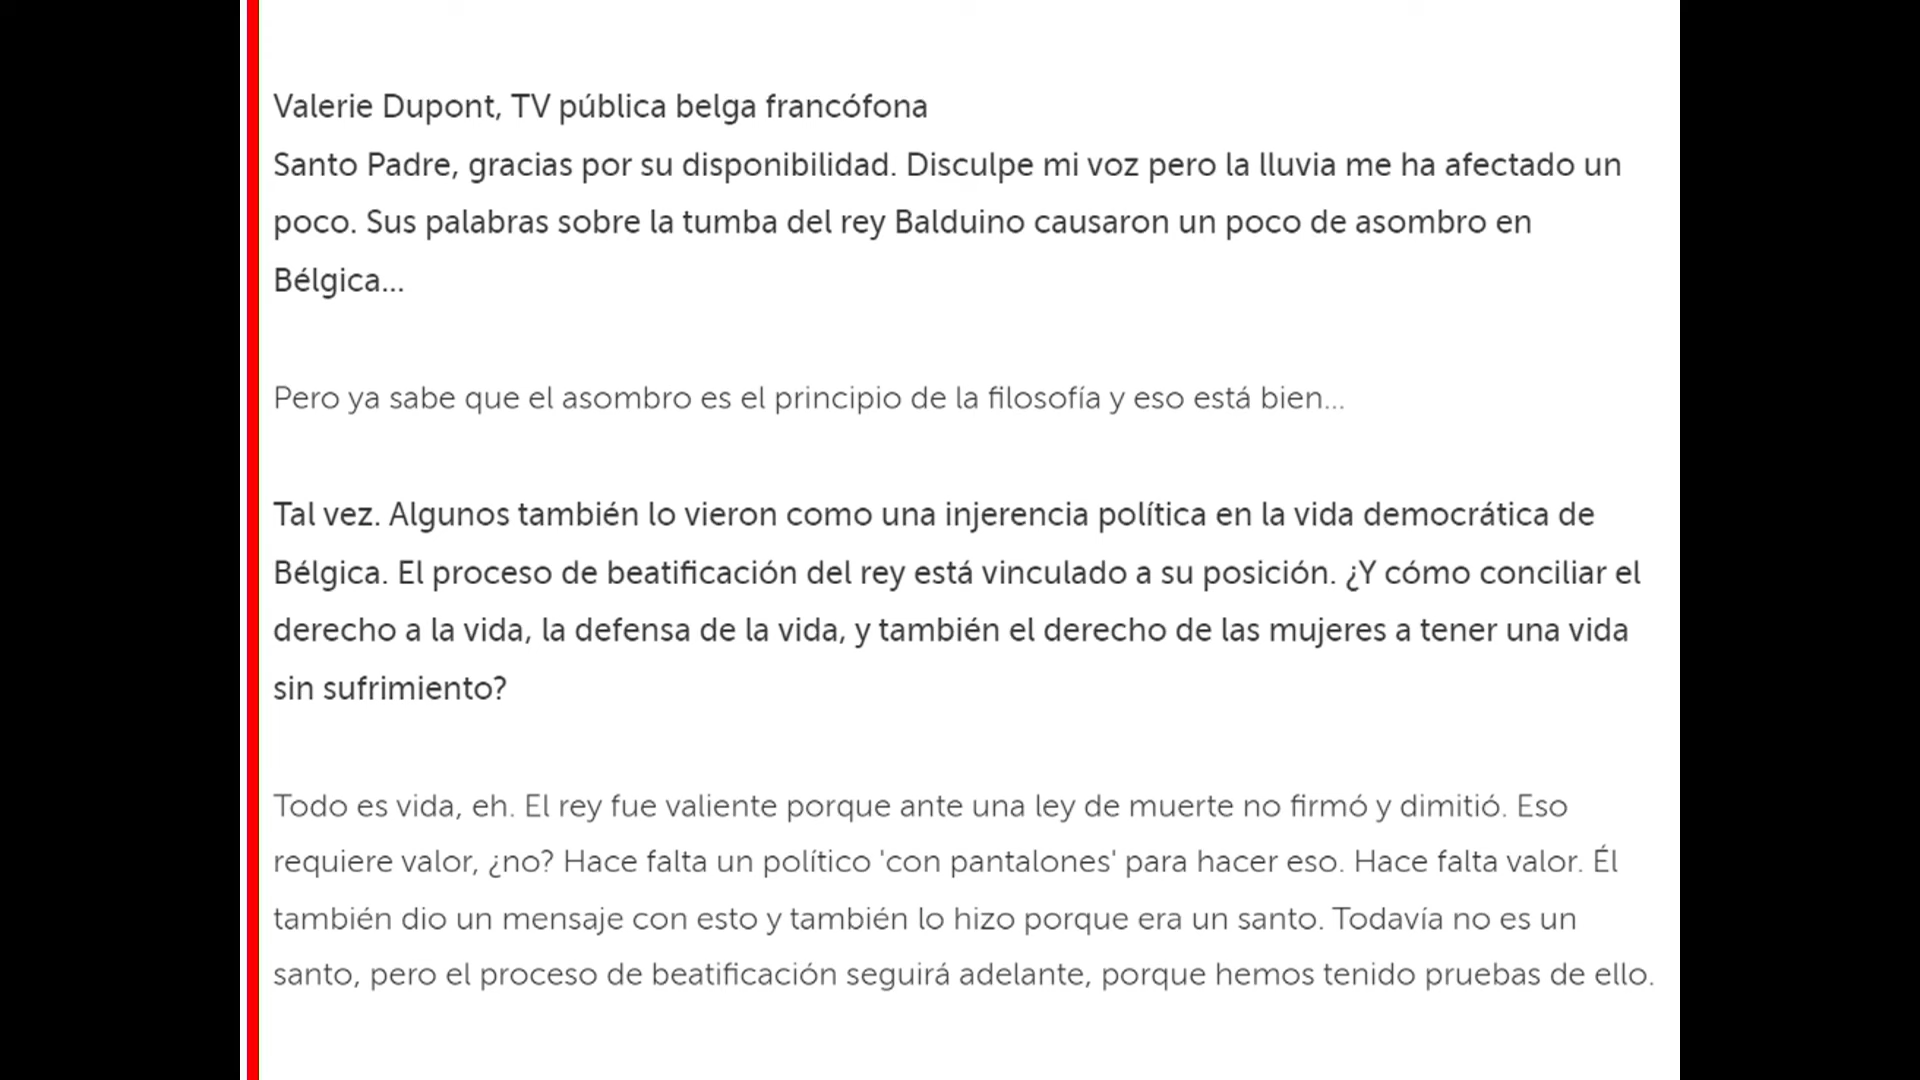 Valerie Dupont, TV pública belga francófona
Santo Padre, gracias por su disponibilidad. Disculpe mi voz pero la lluvia me ha afectado un
poco. Sus palabras sobre la tumba del rey Balduino causaron un poco de asombro en
Bélgica...
Pero ya sabe que el asombro es el principio de la filosofía y eso está bien...
Tal vez. Algunos también lo vieron como una injerencia política en la vida democrática de
Bélgica. El proceso de beatificación del rey está vinculado a su posición. ¿Y cómo conciliar el
derecho a la vida, la defensa de la vida, y también el derecho de las mujeres a tener una vida
sin sufrimiento?
Todo es vida, eh. El rey fue valiente porque ante una ley de muerte no firmó y dimitió. Eso
requiere valor, ¿no? Hace falta un político 'con pantalones' para hacer eso. Hace falta valor. Él
también dio un mensaje con esto y también lo hizo porque era un santo. Todavía no es un
santo, pero el proceso de beatificación seguirá adelante, porque hemos tenido pruebas de ello.